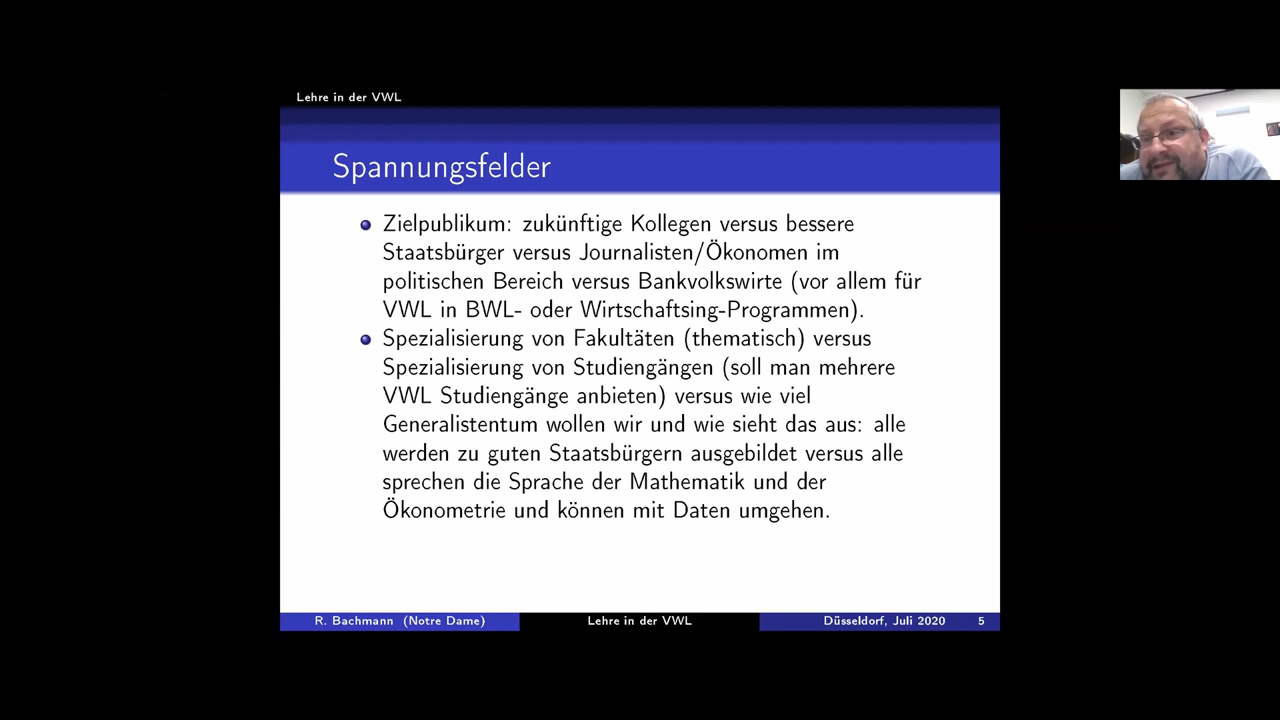 Lehre in der VWL
Spannungsfelder
Zielpublikum: zukünftige Kollegen versus bessere
Staatsbürger versus Journalisten/Ökonomen im
politischen Bereich versus Bankvolkswirte (vor allem für
VWL in BWL- oder Wirtschaftsing-Programmen).
Spezialisierung von Fakultäten (thematisch) versus
Spezialisierung von Studiengängen (soll man mehrere
VWL Studiengänge anbieten) versus wie viel
Generalistentum wollen wir und wie sieht das aus: alle
werden zu guten Staatsbürgern ausgebildet versus alle
sprechen die Sprache der Mathematik und der
Ökonometrie und können mit Daten umgehen.
R. Bachmann (Notre Dame) Lehre in der VWL Düsseldorf, Juli 2020 5